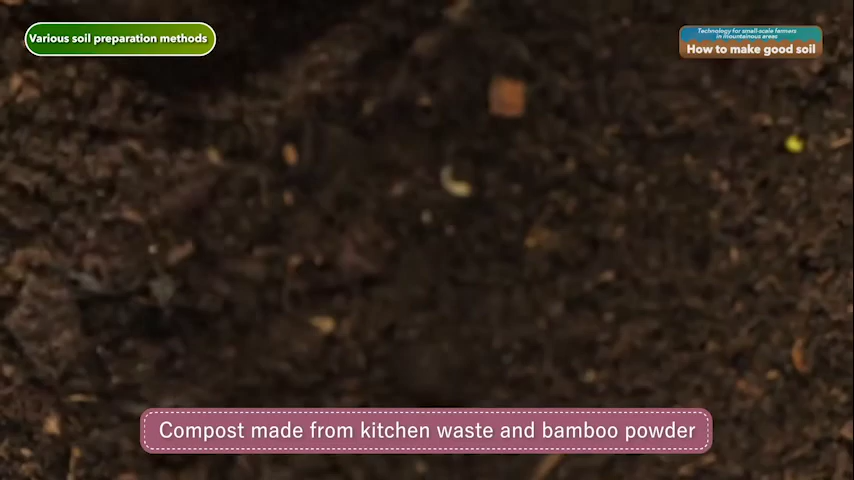 Various soil preparation methods
Technology for small-scale farmers
in mountainous areas
How to make good soil
Compost made from kitchen waste and bamboo powder